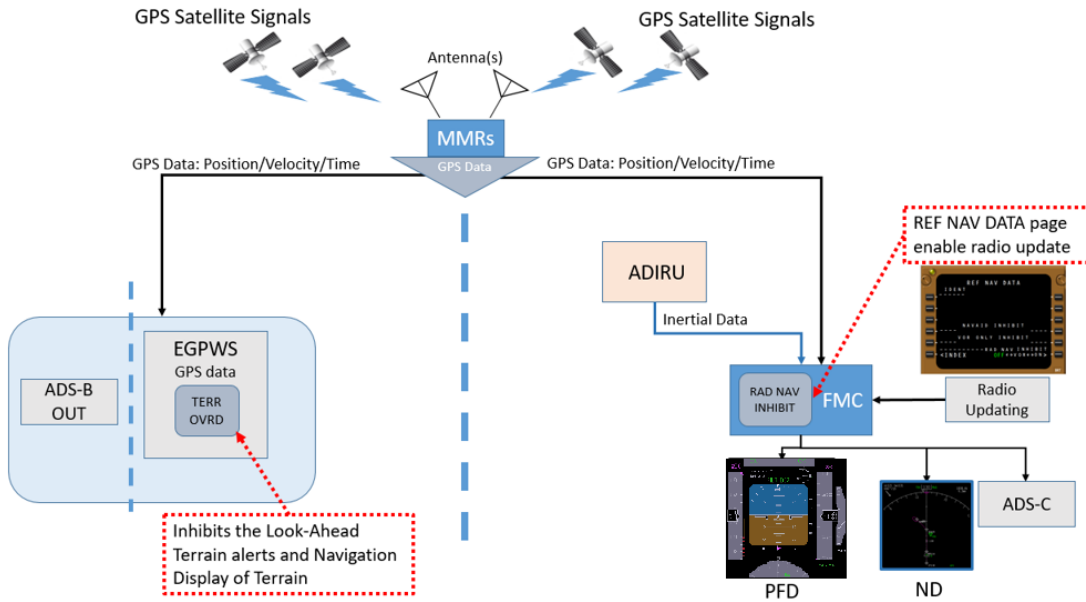 GPS Satellite Signals
GPS Satellite Signals
Antenna(s)
MMRs
GPS Data
GPS Data: Position/Velocity/Time
GPS Data: Position/Velocity/Time
REF NAV DATA page
enable radio update
ADIRU
Inertial Data
REF NAV DATA
IDENT
NAVAID INHIBIT
VOR ONLY INHIBIT
RAD NAV INHIBIT
<INDEX
EGPWS
GPS data
TERR
OVRD
ADS-B
OUT
RAD NAV
INHIBIT
FMC
Radio
Updating
ADS-C
Inhibits the Look-Ahead
Terrain alerts and Navigation
Display of Terrain
PFD
ND